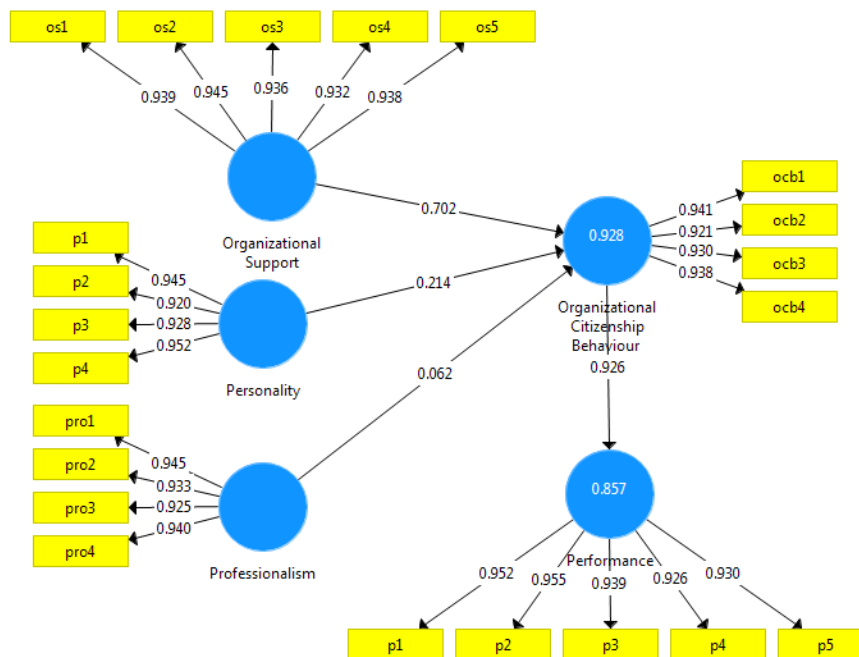 os1 os2 os3 os4 os5
0.939 0.945 0.936 0.932 0.938
Organizational
Support
0.702
p1
p2
p3
p4
0.945
0.920
0.928
0.952
Personality
0.214
pro1
pro2
pro3
pro4
0.945
0.933
0.925
0.940
Professionalism
0.062
0.928
Organizational
Citizenship
Behaviour
0.941
0.921
0.930
0.938
ocb1
ocb2
ocb3
ocb4
0.926
0.857
Performance
0.952 0.955 0.939 0.926 0.930
p1 p2 p3 p4 p5